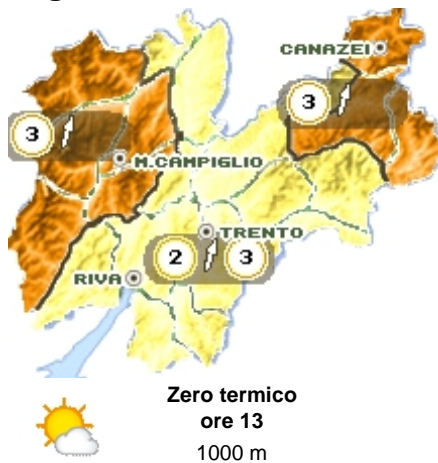 CANAZEI
3
3
M.CAMPIGLIO
TRENTO
2 3
RIVA
Zero termico
ore 13
1000 m